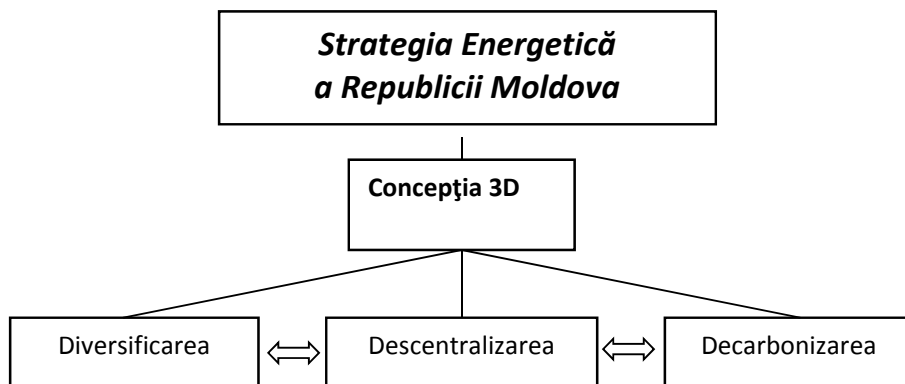 Strategia Energetică
a Republicii Moldova
Concepţia 3D
Diversificarea
Descentralizarea
Decarbonizarea